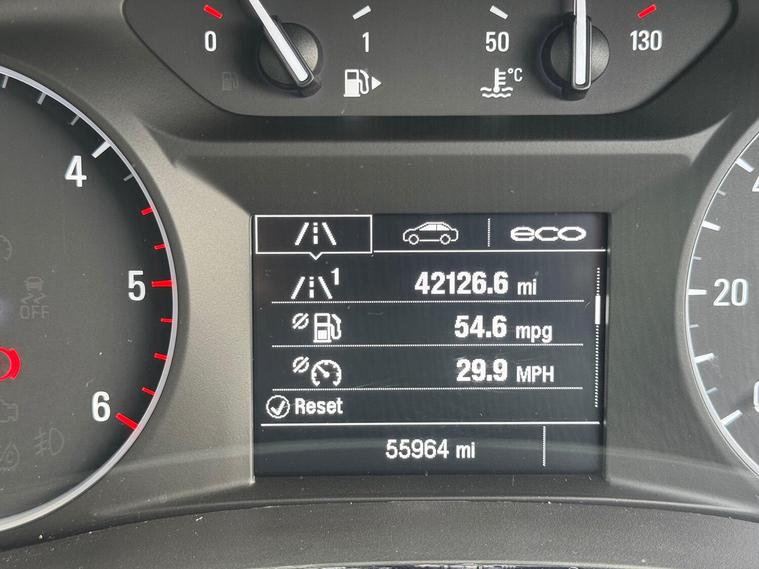 0 1 50 130
°C
4
eco
1 42126.6 mi
5 54.6 mpg 20
OFF
29.9 MPH
6 Reset
55964 mi